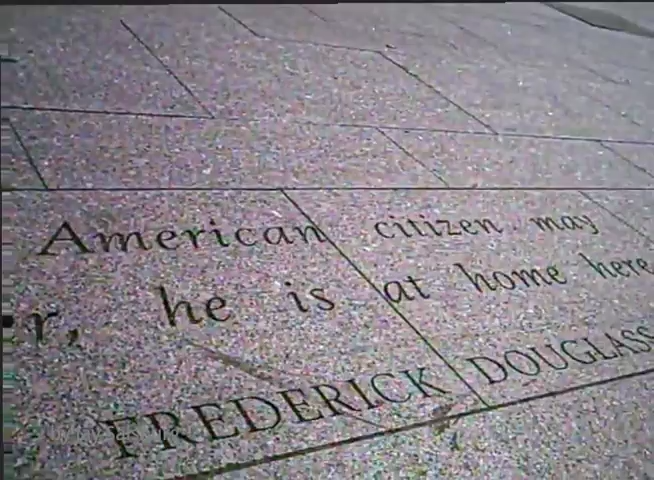 American citizen may
r, he is at home here
FREDERICK DOUGLASS